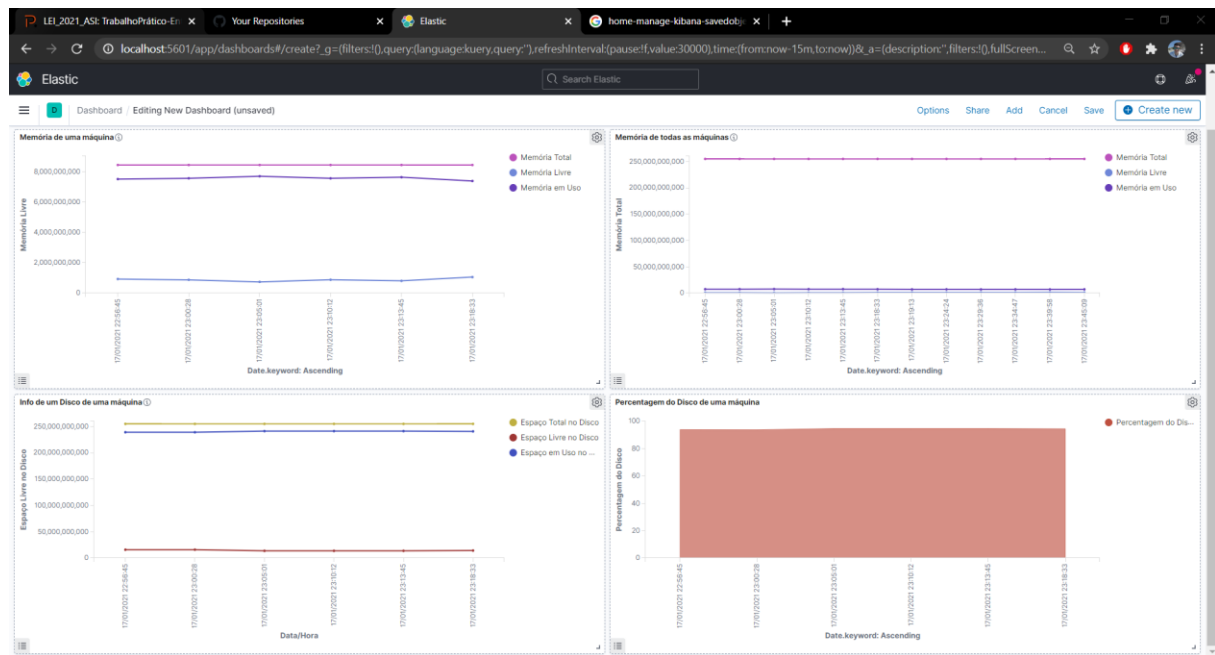 LEI_2021_ASI: TrabalhoPrático-En
Your Repositories
Elastic
home-manage-kibana-savedobje
localhost:5601/app/dashboards#/create?_g=(filters:!(),query:(language:kuery,query:''),refreshInterval:(pause:!f,value:30000),time:(from:now-15m,to:now))&_a=(description:'',filters:!(),fullScreen...
Elastic
Search Elastic
D
Dashboard / Editing New Dashboard (unsaved)
Options Share Add Cancel Save Create new
Memória de uma máquina
8,000,000,000
6,000,000,000
4,000,000,000
2,000,000,000
0
Memória Livre
Memória Total
Memória Livre
Memória em Uso
17/01/2021 22:56:45
17/01/2021 23:00:28
17/01/2021 23:05:01
17/01/2021 23:10:12
17/01/2021 23:13:45
17/01/2021 23:18:33
Date.keyword: Ascending
Memória de todas as máquinas
250,000,000,000
200,000,000,000
150,000,000,000
100,000,000,000
50,000,000,000
0
Memória Total
Memória Total
Memória Livre
Memória em Uso
17/01/2021 22:56:45
17/01/2021 23:00:28
17/01/2021 23:05:01
17/01/2021 23:10:12
17/01/2021 23:13:45
17/01/2021 23:18:33
17/01/2021 23:19:13
17/01/2021 23:24:24
17/01/2021 23:29:36
17/01/2021 23:34:47
17/01/2021 23:39:58
17/01/2021 23:45:09
Date.keyword: Ascending
Info de um Disco de uma máquina
250,000,000,000
200,000,000,000
150,000,000,000
100,000,000,000
50,000,000,000
0
Espaço Livre no Disco
Espaço Total no Disco
Espaço Livre no Disco
Espaço em Uso no ...
17/01/2021 22:56:45
17/01/2021 23:00:28
17/01/2021 23:05:01
17/01/2021 23:10:12
17/01/2021 23:13:45
17/01/2021 23:18:33
Data/Hora
Percentagem do Disco de uma máquina
100
80
60
40
20
0
Percentagem do Disco
Percentagem do Dis...
17/01/2021 22:56:45
17/01/2021 23:00:28
17/01/2021 23:05:01
17/01/2021 23:10:12
17/01/2021 23:13:45
17/01/2021 23:18:33
Date.keyword: Ascending